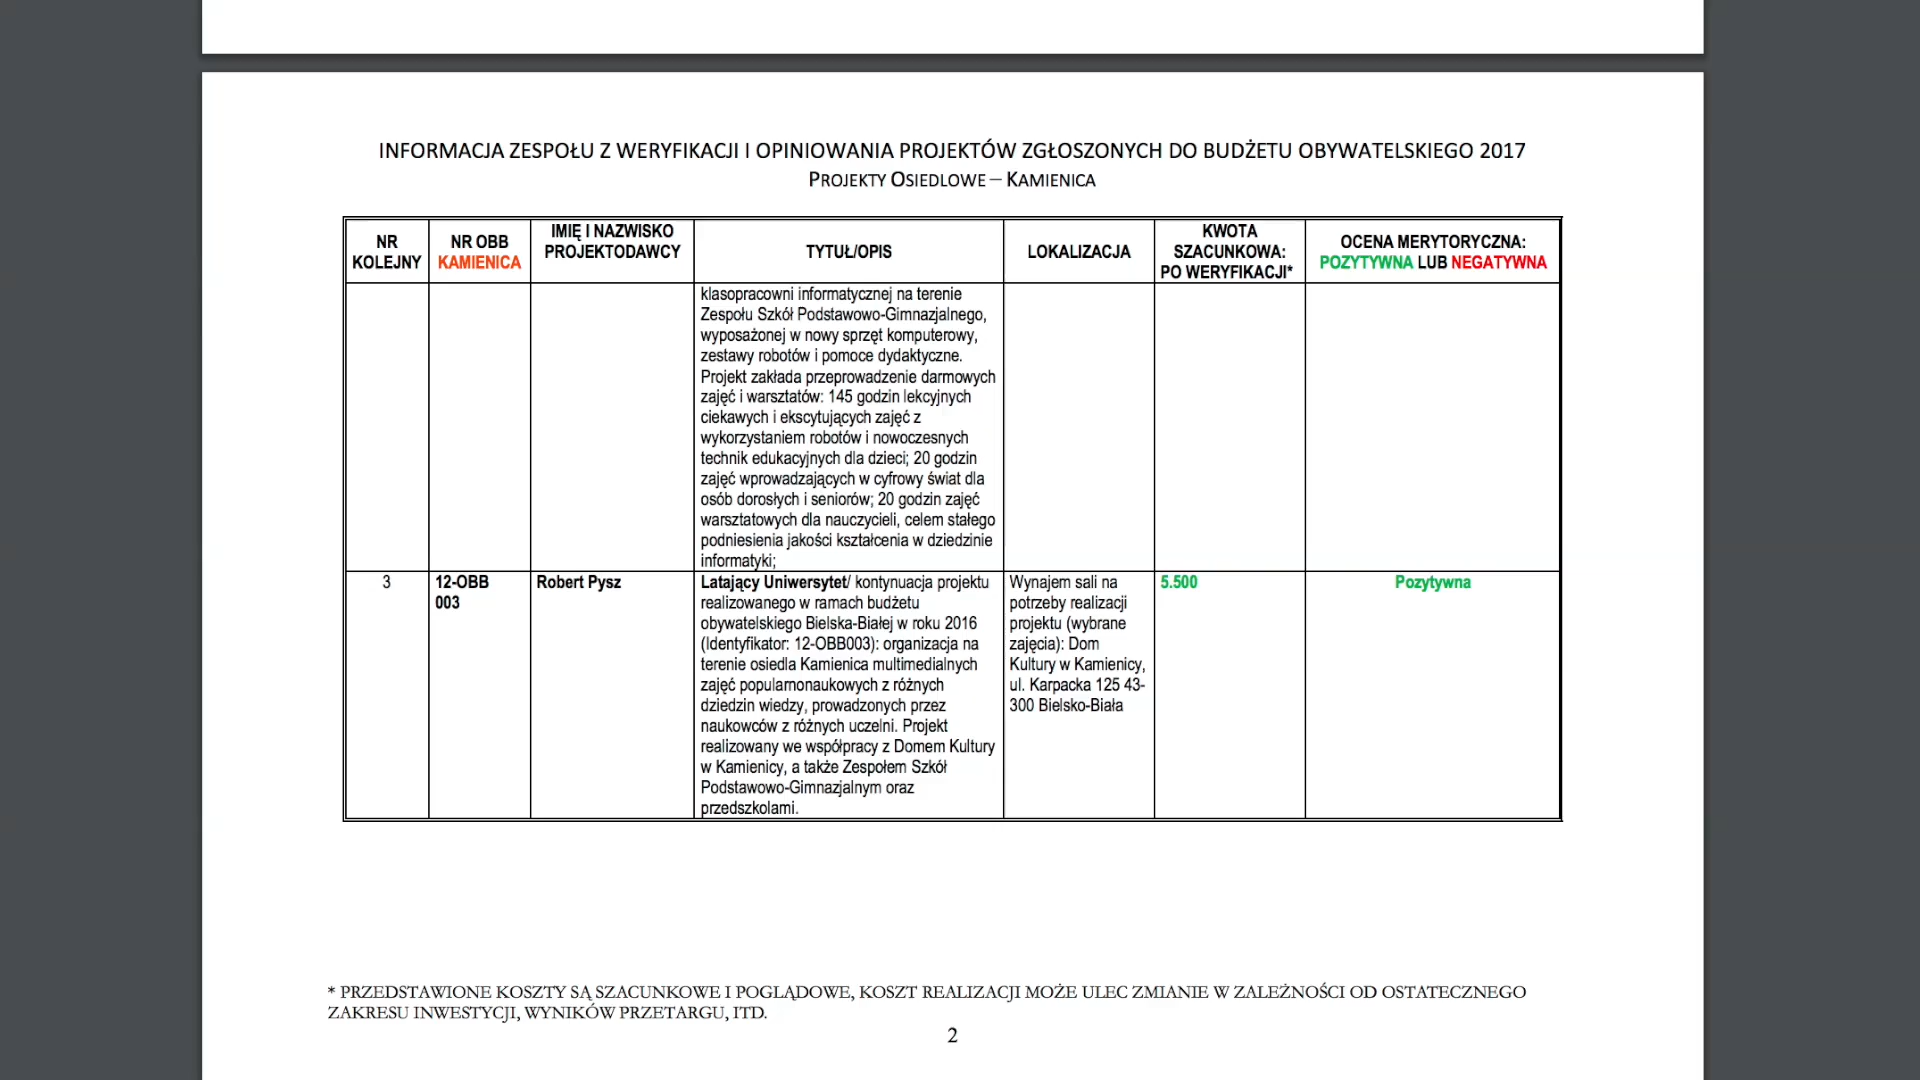 INFORMACJA ZESPOŁU Z WERYFIKACJI I OPINIOWANIA PROJEKTÓW ZGŁOSZONYCH DO BUDŻETU OBYWATELSKIEGO 2017
PROJEKTY OSIEDLOWE – KAMIENICA
NR KOLEJNY
NR OBB KAMIENICA
IMIĘ I NAZWISKO PROJEKTODAWCY
TYTUŁ/OPIS
LOKALIZACJA
KWOTA SZACUNKOWA: PO WERYFIKACJI*
OCENA MERYTORYCZNA: POZYTYWNA LUB NEGATYWNA
klasopracowni informatycznej na terenie
Zespołu Szkół Podstawowo-Gimnazjalnego,
wyposażonej w nowy sprzęt komputerowy,
zestawy robotów i pomoce dydaktyczne.
Projekt zakłada przeprowadzenie darmowych
zajęć i warsztatów: 145 godzin lekcyjnych
ciekawych i ekscytujących zajęć z
wykorzystaniem robotów i nowoczesnych
technik edukacyjnych dla dzieci; 20 godzin
zajęć wprowadzających w cyfrowy świat dla
osób dorosłych i seniorów; 20 godzin zajęć
warsztatowych dla nauczycieli, celem stałego
podniesienia jakości kształcenia w dziedzinie
informatyki;
3
12-OBB
003
Robert Pysz
Latający Uniwersytet/ kontynuacja projektu
realizowanego w ramach budżetu
obywatelskiego Bielska-Białej w roku 2016
(Identyfikator: 12-OBB003): organizacja na
terenie osiedla Kamienica multimedialnych
zajęć popularnonaukowych z różnych
dziedzin wiedzy, prowadzonych przez
naukowców z różnych uczelni. Projekt
realizowany we współpracy z Domem Kultury
w Kamienicy, a także Zespołem Szkół
Podstawowo-Gimnazjalnym oraz
przedszkolami.
Wynajem sali na
potrzeby realizacji
projektu (wybrane
zajęcia): Dom
Kultury w Kamienicy,
ul. Karpacka 125 43-
300 Bielsko-Biała
5.500
Pozytywna
* PRZEDSTAWIONE KOSZTY SĄ SZACUNKOWE I POGLĄDOWE, KOSZT REALIZACJI MOŻE ULEC ZMIANIE W ZALEŻNOŚCI OD OSTATECZNEGO
ZAKRESU INWESTYCJI, WYNIKÓW PRZETARGU, ITD.
2